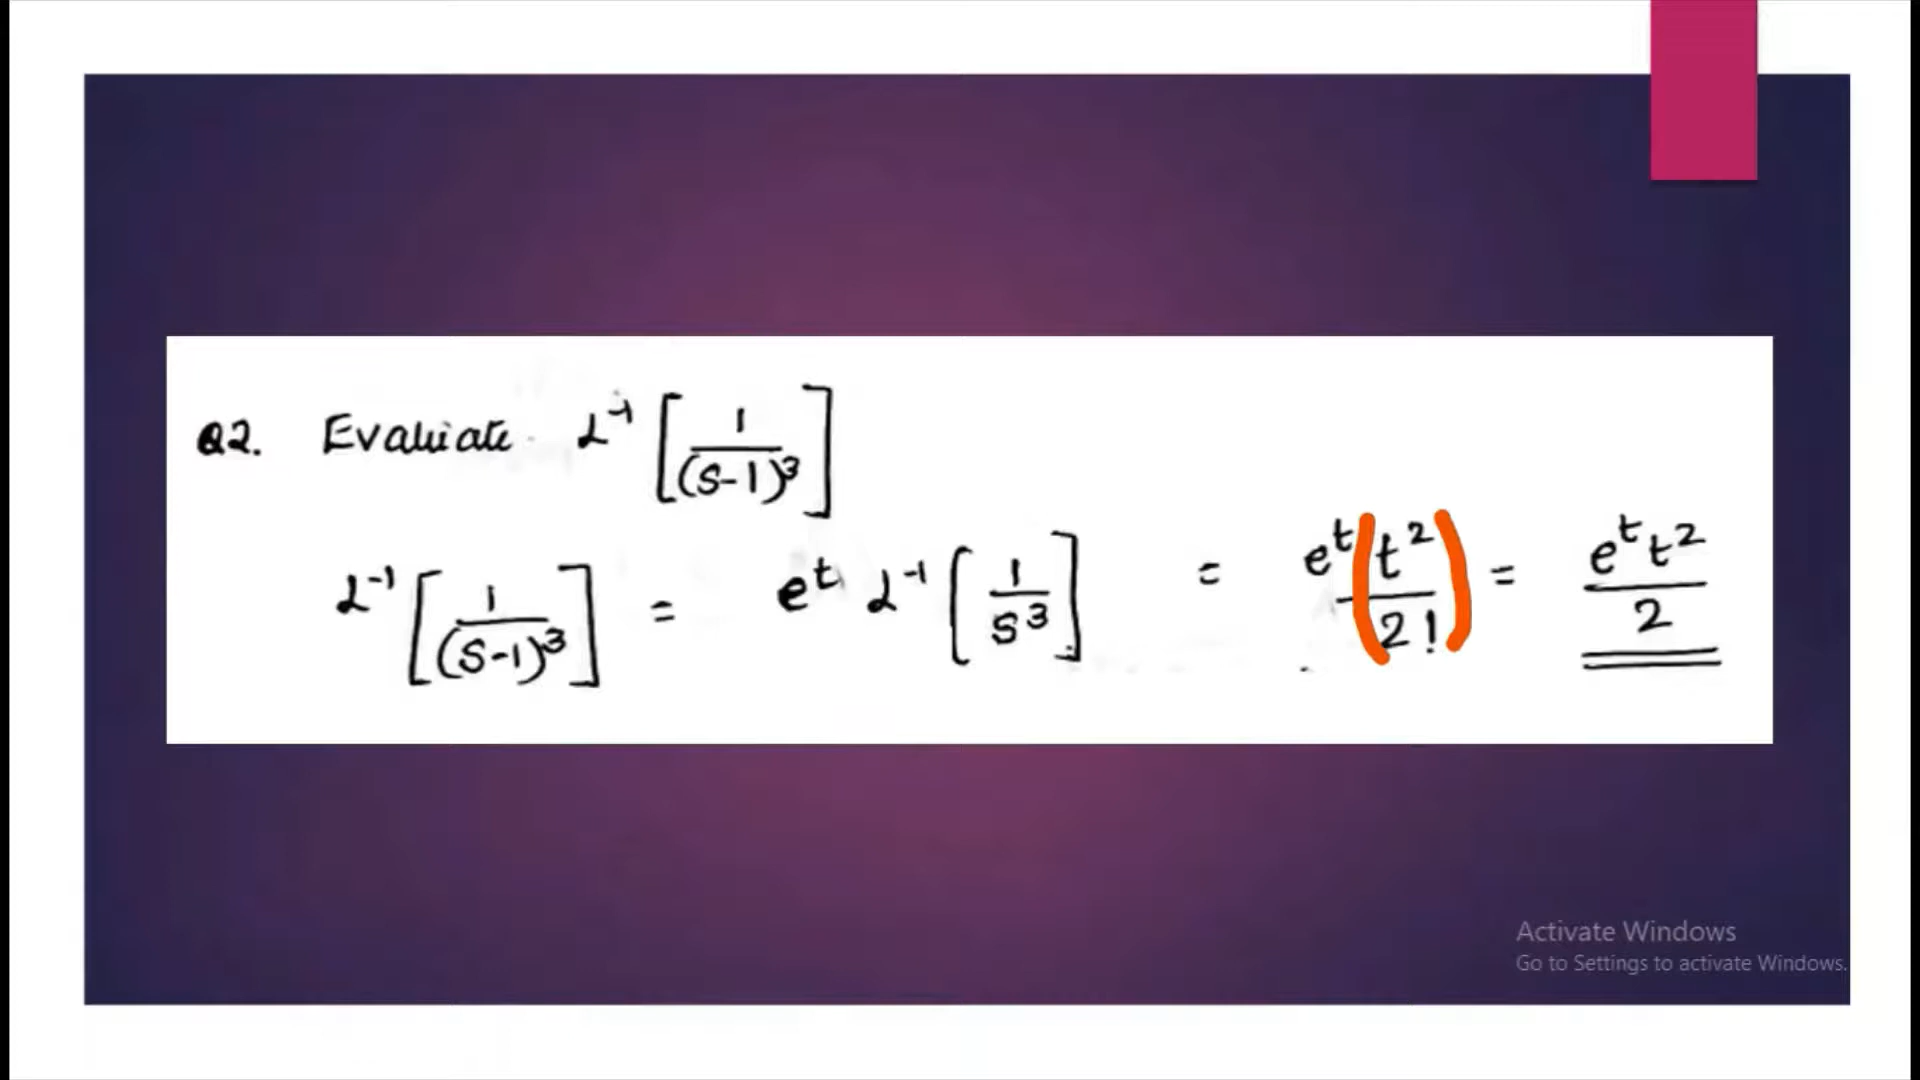 Q2. Evaluate L⁻¹ [1/(S-1)³]
L⁻¹ [1/(S-1)³] = eᵗ L⁻¹ [1/S³] = eᵗ (t²/2!) = eᵗt²/2
Activate Windows
Go to Settings to activate Windows.